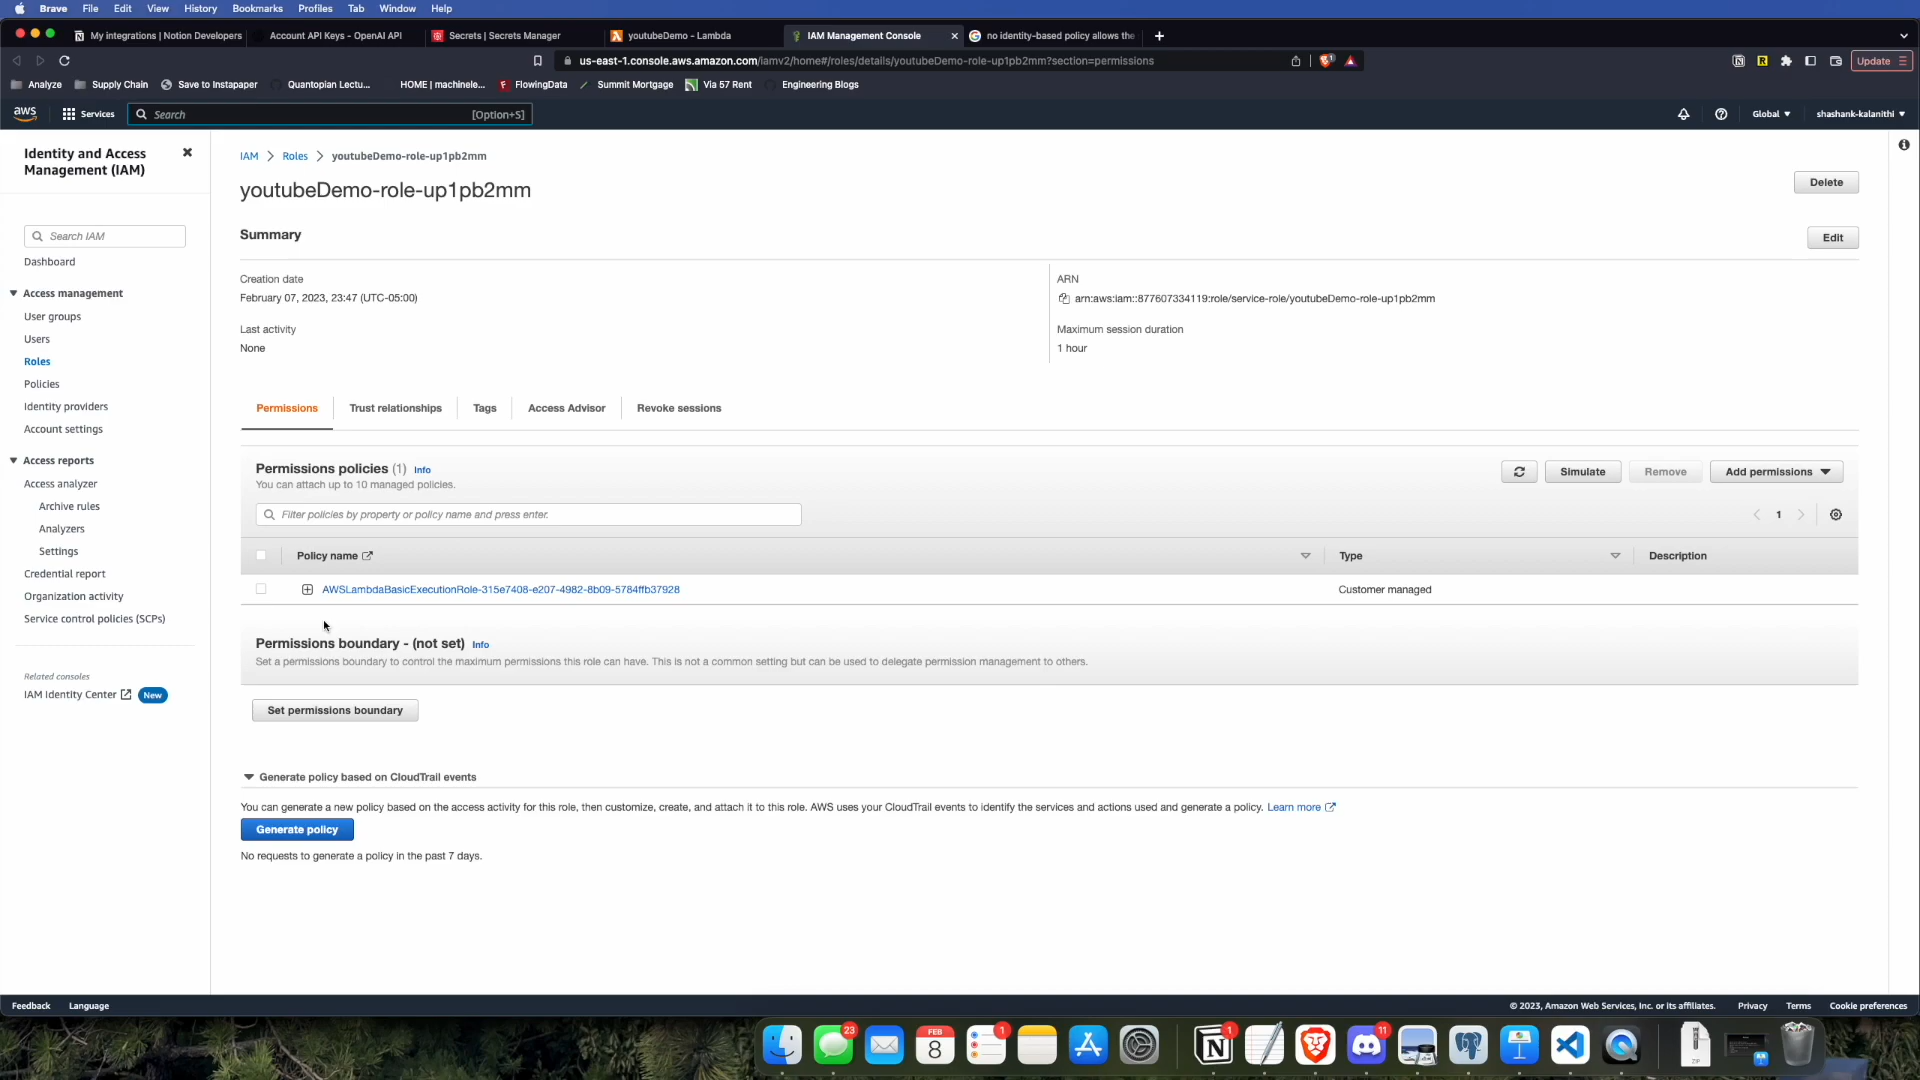 Brave File Edit View History Bookmarks Profiles Tab Window Help
My integrations | Notion Developers
Account API Keys - OpenAI API
Secrets | Secrets Manager
youtubeDemo - Lambda
IAM Management Console
no identity-based policy allows the
us-east-1.console.aws.amazon.com/iamv2/home#/roles/details/youtubeDemo-role-up1pb2mm?section=permissions
Update
Analyze
Supply Chain
Save to Instapaper
Quantopian Lectu...
HOME | machinele...
FlowingData
Summit Mortgage
Via 57 Rent
Engineering Blogs
aws
Services
Search
[Option+S]
Global
shashank-kalanithi
Identity and Access
Management (IAM)
Search IAM
Dashboard
Access management
User groups
Users
Roles
Policies
Identity providers
Account settings
Access reports
Access analyzer
Archive rules
Analyzers
Settings
Credential report
Organization activity
Service control policies (SCPs)
Related consoles
IAM Identity Center
New
IAM > Roles > youtubeDemo-role-up1pb2mm
youtubeDemo-role-up1pb2mm
Delete
Summary
Edit
Creation date
February 07, 2023, 23:47 (UTC-05:00)
Last activity
None
ARN
arn:aws:iam::877607334119:role/service-role/youtubeDemo-role-up1pb2mm
Maximum session duration
1 hour
Permissions
Trust relationships
Tags
Access Advisor
Revoke sessions
Permissions policies (1) Info
You can attach up to 10 managed policies.
Simulate
Remove
Add permissions
Filter policies by property or policy name and press enter.
1
Policy name
Type
Description
AWSLambdaBasicExecutionRole-315e7408-e207-4982-8b09-5784ffb37928
Customer managed
Permissions boundary - (not set) Info
Set a permissions boundary to control the maximum permissions this role can have. This is not a common setting but can be used to delegate permission management to others.
Set permissions boundary
Generate policy based on CloudTrail events
You can generate a new policy based on the access activity for this role, then customize, create, and attach it to this role. AWS uses your CloudTrail events to identify the services and actions used and generate a policy. Learn more
Generate policy
No requests to generate a policy in the past 7 days.
Feedback
Language
© 2023, Amazon Web Services, Inc. or its affiliates.
Privacy
Terms
Cookie preferences
23
FEB
8
1
1
11
ZIP